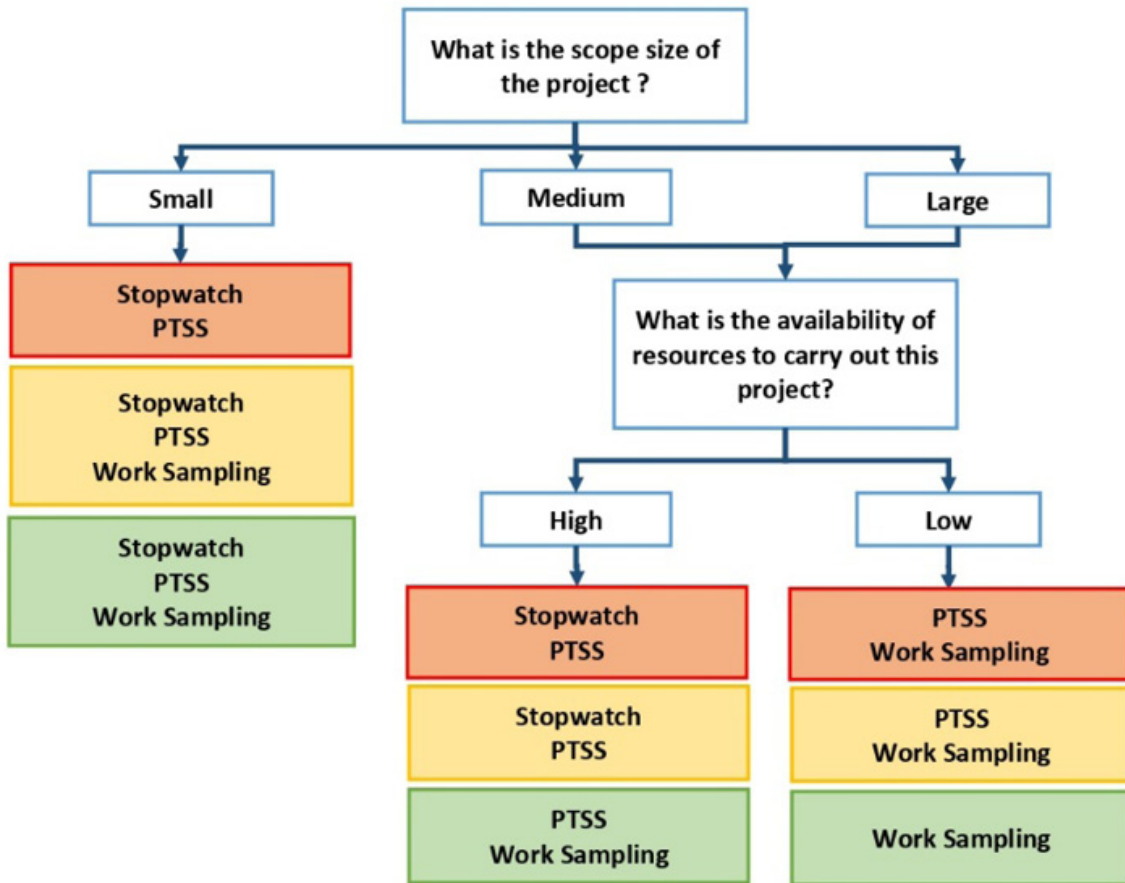 What is the scope size of
the project ?
Small
Medium
Large
Stopwatch
PTSS
Stopwatch
PTSS
Work Sampling
Stopwatch
PTSS
Work Sampling
What is the availability of
resources to carry out this
project?
High
Low
Stopwatch
PTSS
Stopwatch
PTSS
PTSS
Work Sampling
PTSS
Work Sampling
PTSS
Work Sampling
Work Sampling